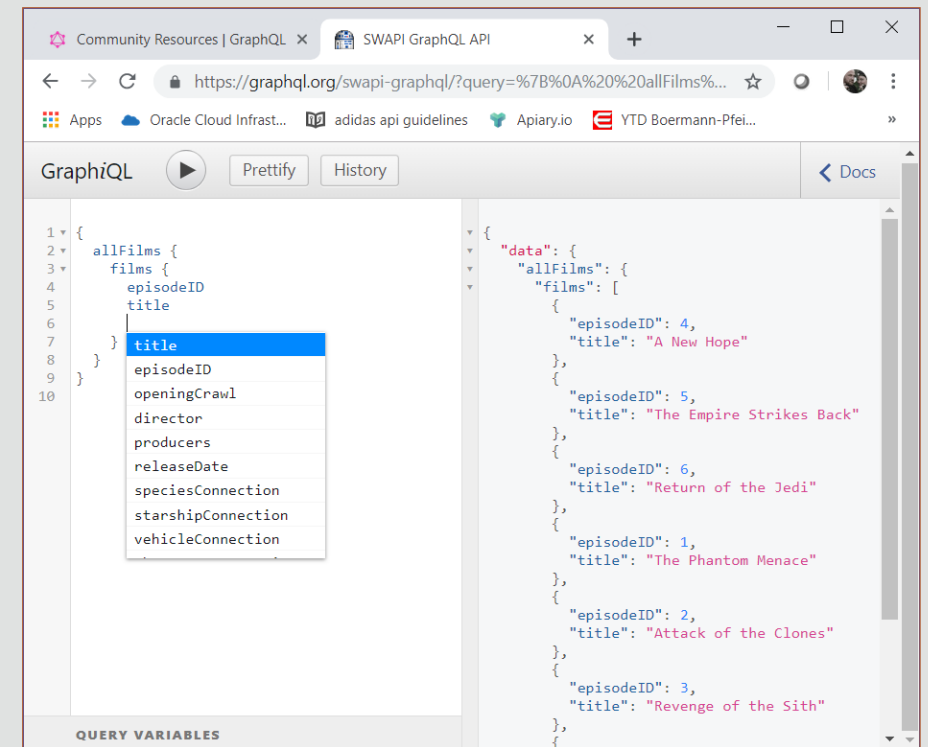 Community Resources | GraphQL
SWAPI GraphQL API
https://graphql.org/swapi-graphql/?query=%7B%0A%20%20allFilms%...
Apps
Oracle Cloud Infrast...
adidas api guidelines
Apiary.io
YTD Boermann-Pfei...
»
GraphiQL
Prettify
History
Docs
1 {
2 allFilms {
3 films {
4 episodeID
5 title
6
7 }
8 }
9 }
10
title
episodeID
openingCrawl
director
producers
releaseDate
speciesConnection
starshipConnection
vehicleConnection
QUERY VARIABLES
{
"data": {
"allFilms": {
"films": [
{
"episodeID": 4,
"title": "A New Hope"
},
{
"episodeID": 5,
"title": "The Empire Strikes Back"
},
{
"episodeID": 6,
"title": "Return of the Jedi"
},
{
"episodeID": 1,
"title": "The Phantom Menace"
},
{
"episodeID": 2,
"title": "Attack of the Clones"
},
{
"episodeID": 3,
"title": "Revenge of the Sith"
},
{